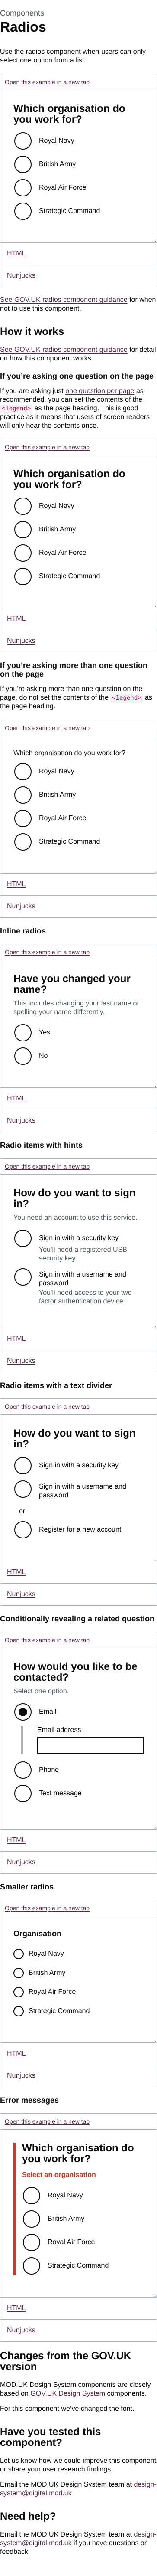 Components
Radios
Use the radios component when users can only
select one option from a list.
Open this example in a new tab
Which organisation do
you work for?
Royal Navy
British Army
Royal Air Force
Strategic Command
HTML
Nunjucks
See GOV.UK radios component guidance for when
not to use this component.
How it works
See GOV.UK radios component guidance for detail
on how this component works.
If you're asking one question on the page
If you are asking just one question per page as
recommended, you can set the contents of the
<legend> as the page heading. This is good
practice as it means that users of screen readers
will only hear the contents once.
Open this example in a new tab
Which organisation do
you work for?
Royal Navy
British Army
Royal Air Force
Strategic Command
HTML
Nunjucks
If you're asking more than one question
on the page
If you're asking more than one question on the
page, do not set the contents of the <legend> as
the page heading.
Open this example in a new tab
Which organisation do you work for?
Royal Navy
British Army
Royal Air Force
Strategic Command
HTML
Nunjucks
Inline radios
Open this example in a new tab
Have you changed your
name?
This includes changing your last name or
spelling your name differently.
Yes
No
HTML
Nunjucks
Radio items with hints
Open this example in a new tab
How do you want to sign
in?
You need an account to use this service.
Sign in with a security key
You'll need a registered USB
security key.
Sign in with a username and
password
You'll need access to your two-
factor authentication device.
HTML
Nunjucks
Radio items with a text divider
Open this example in a new tab
How do you want to sign
in?
Sign in with a security key
Sign in with a username and
password
or
Register for a new account
HTML
Nunjucks
Conditionally revealing a related question
Open this example in a new tab
How would you like to be
contacted?
Select one option.
Email
Email address
Phone
Text message
HTML
Nunjucks
Smaller radios
Open this example in a new tab
Organisation
Royal Navy
British Army
Royal Air Force
Strategic Command
HTML
Nunjucks
Error messages
Open this example in a new tab
Which organisation do
you work for?
Select an organisation
Royal Navy
British Army
Royal Air Force
Strategic Command
HTML
Nunjucks
Changes from the GOV.UK
version
MOD.UK Design System components are closely
based on GOV.UK Design System components.
For this component we've changed the font.
Have you tested this
component?
Let us know how we could improve this component
or share your user research findings.
Email the MOD.UK Design System team at design-
system@digital.mod.uk
Need help?
Email the MOD.UK Design System team at design-
system@digital.mod.uk if you have questions or
feedback.